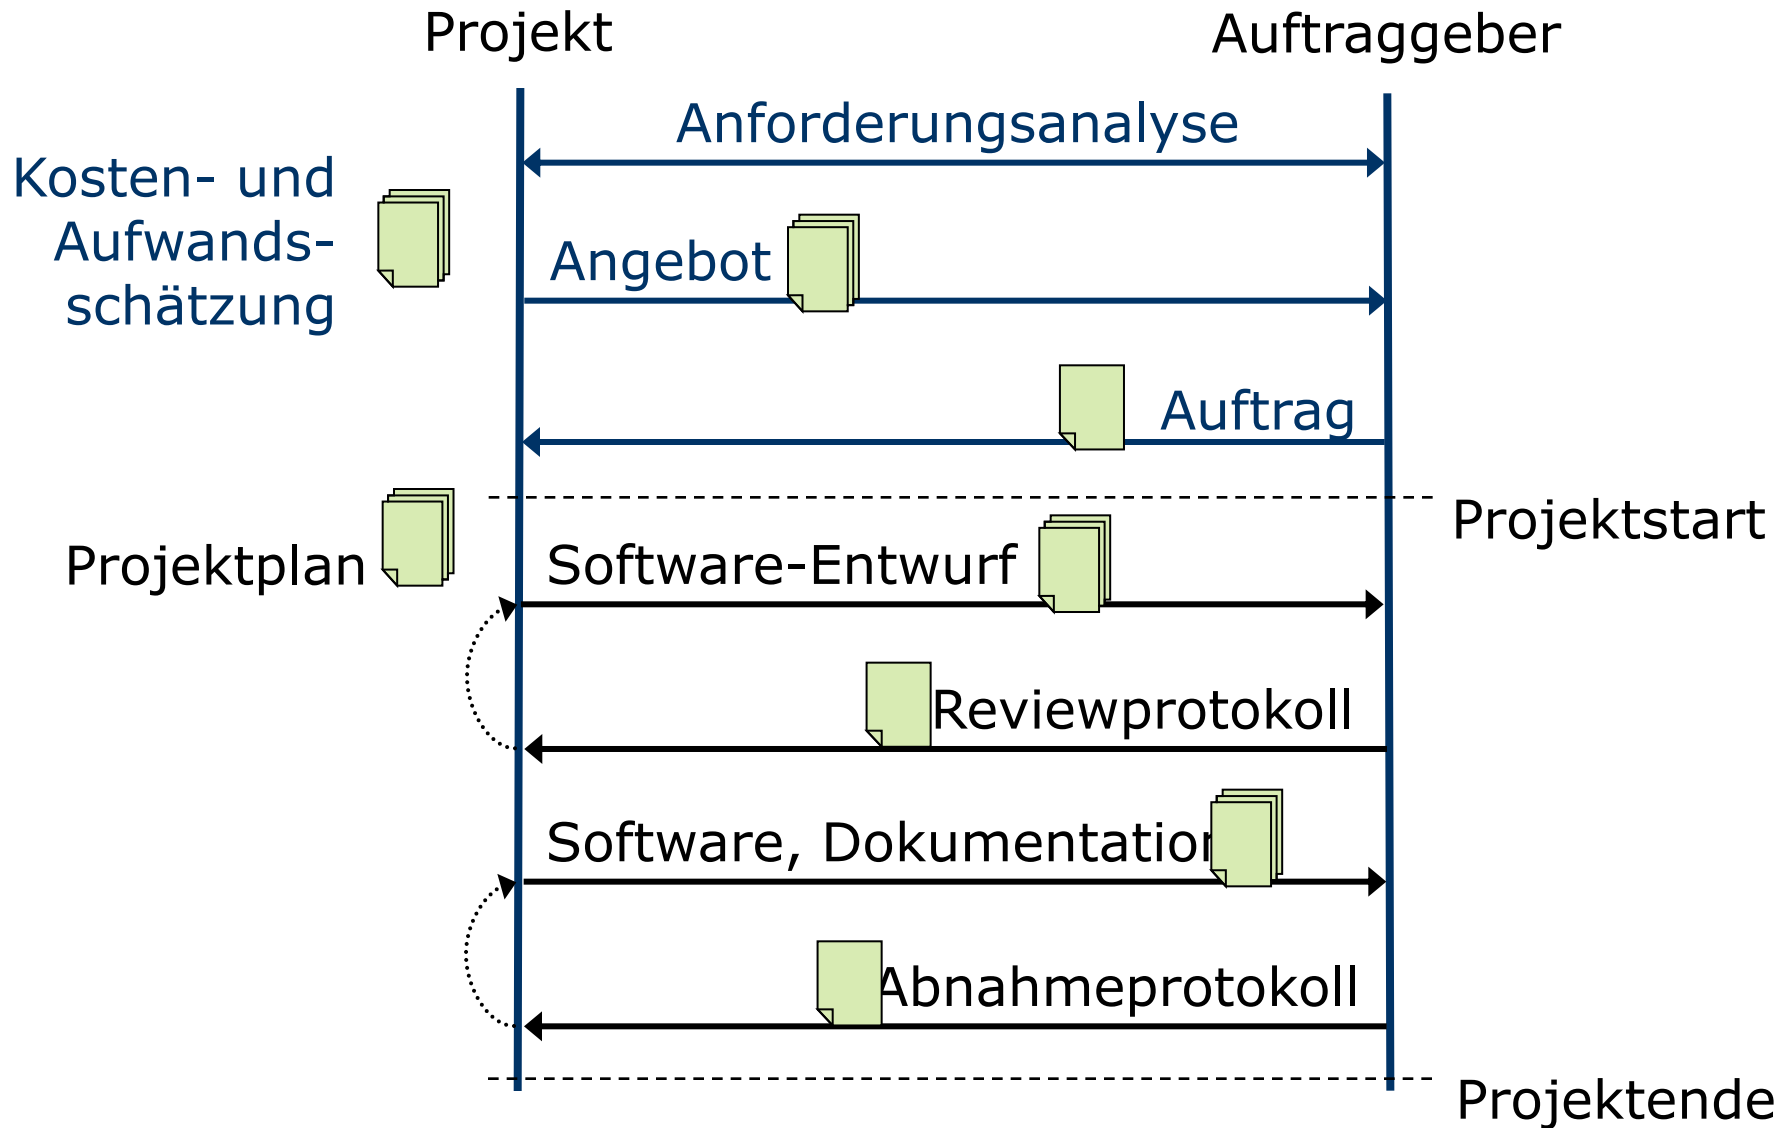 Projekt
Auftraggeber
Anforderungsanalyse
Kosten- und
Aufwands-
schätzung
Angebot
Auftrag
Projektstart
Projektplan
Software-Entwurf
Reviewprotokoll
Software, Dokumentation
Abnahmeprotokoll
Projektende